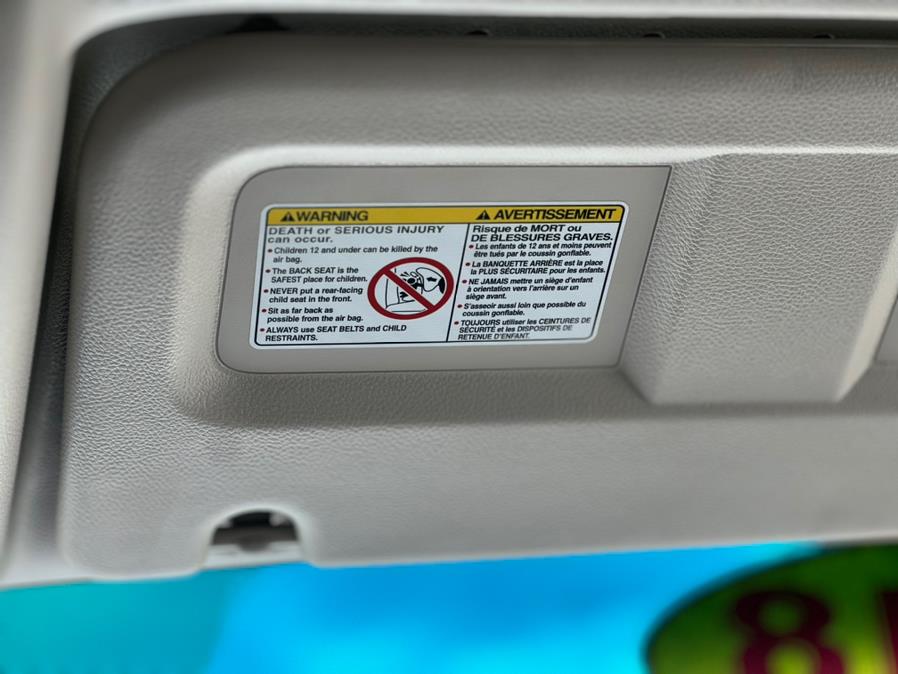 WARNING
DEATH or SERIOUS INJURY
can occur.
• Children 12 and under can be killed by the
air bag.
• The BACK SEAT is the
SAFEST place for children.
• NEVER put a rear-facing
child seat in the front.
• Sit as far back as
possible from the air bag.
• ALWAYS use SEAT BELTS and CHILD
RESTRAINTS.
AVERTISSEMENT
Risque de MORT ou
DE BLESSURES GRAVES.
• Les enfants de 12 ans et moins peuvent
être tués par le coussin gonflable.
• La BANQUETTE ARRIÈRE est la place
la PLUS SÉCURITAIRE pour les enfants.
• NE JAMAIS mettre un siège d'enfant
à orientation vers l'arrière sur un
siège avant.
• S'asseoir aussi loin que possible du
coussin gonflable.
• TOUJOURS utiliser les CEINTURES DE
SÉCURITÉ et les DISPOSITIFS DE
RETENUE D'ENFANT.
8